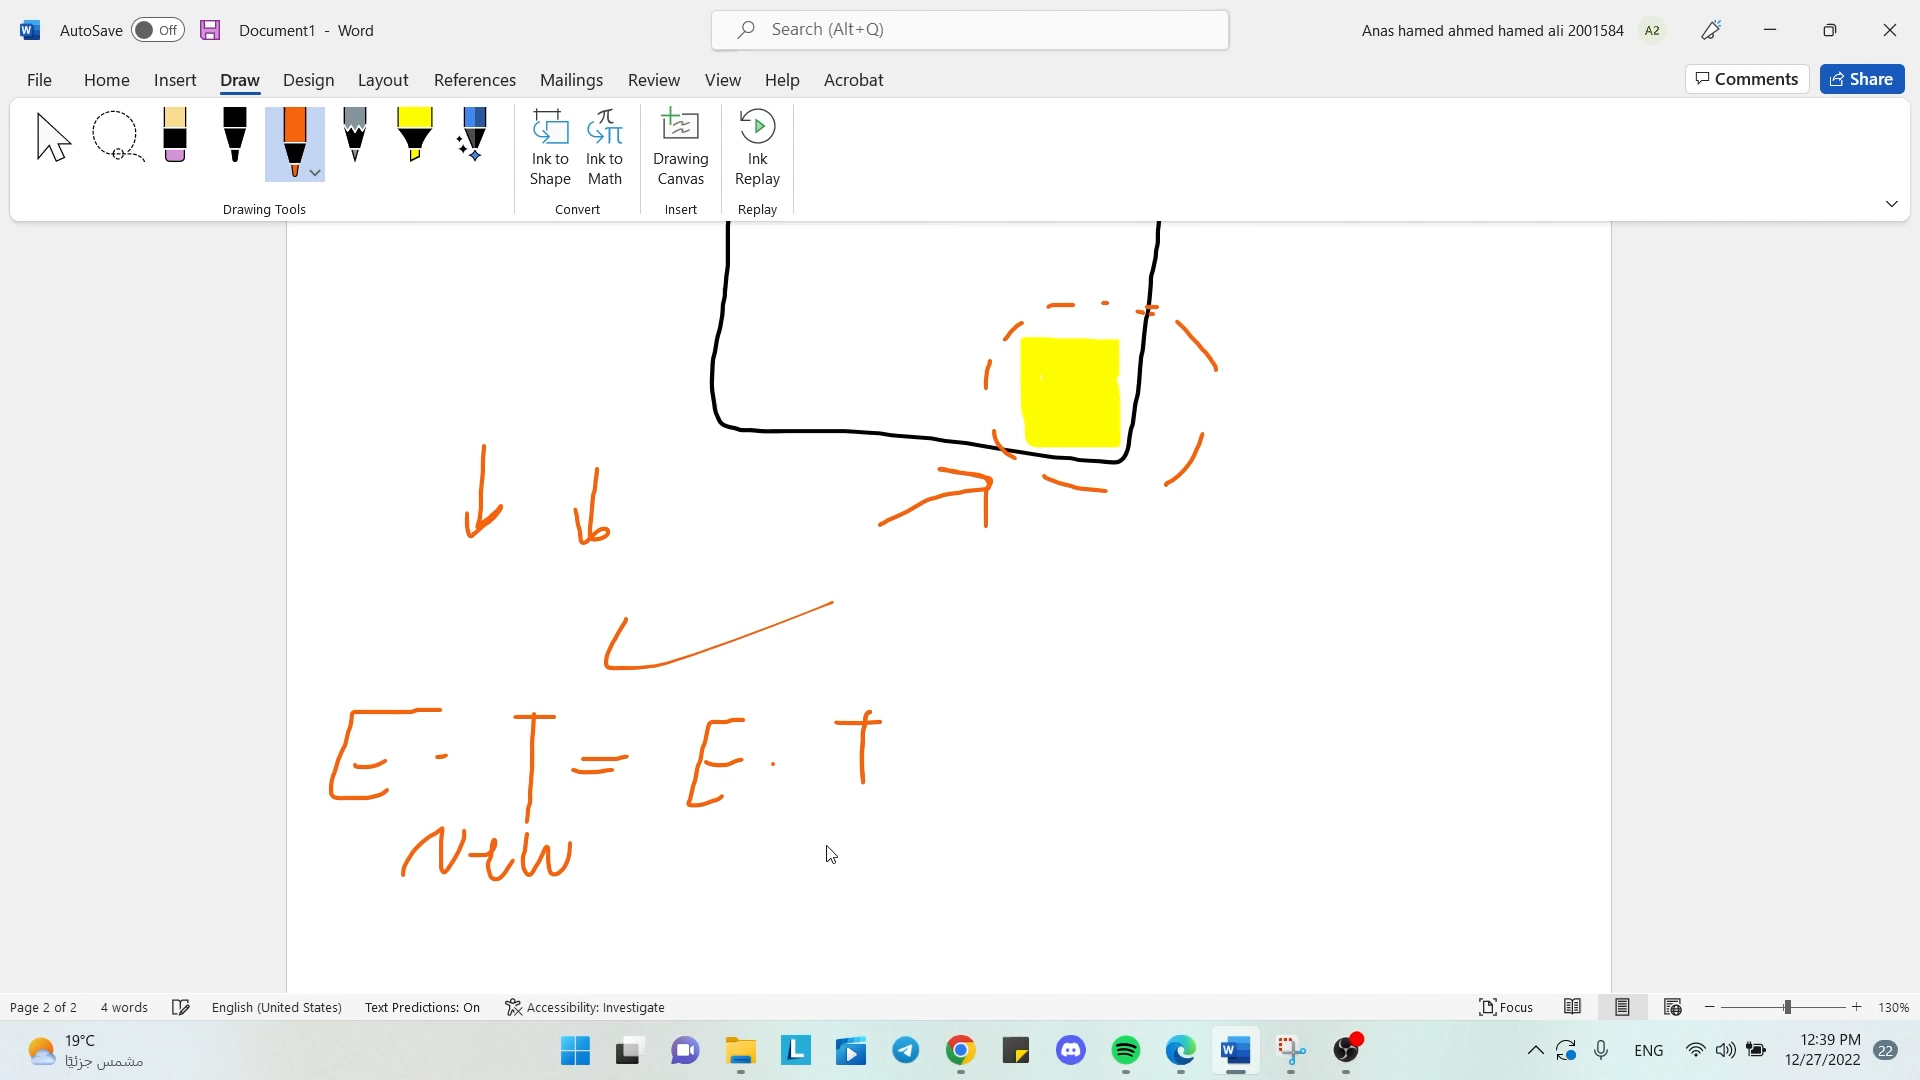 AutoSave Off Document1 - Word Search (Alt+Q) Anas hamed ahmed hamed ali 2001584 A2
File Home Insert Draw Design Layout References Mailings Review View Help Acrobat Comments Share
Ink to Shape
Ink to Math
Drawing Canvas
Ink Replay
Drawing Tools Convert Insert Replay
E · T = E · T
New
Page 2 of 2 4 words English (United States) Text Predictions: On Accessibility: Investigate Focus 130%
19°C
مشمس جزئيًا
ENG 12:39 PM
12/27/2022 22